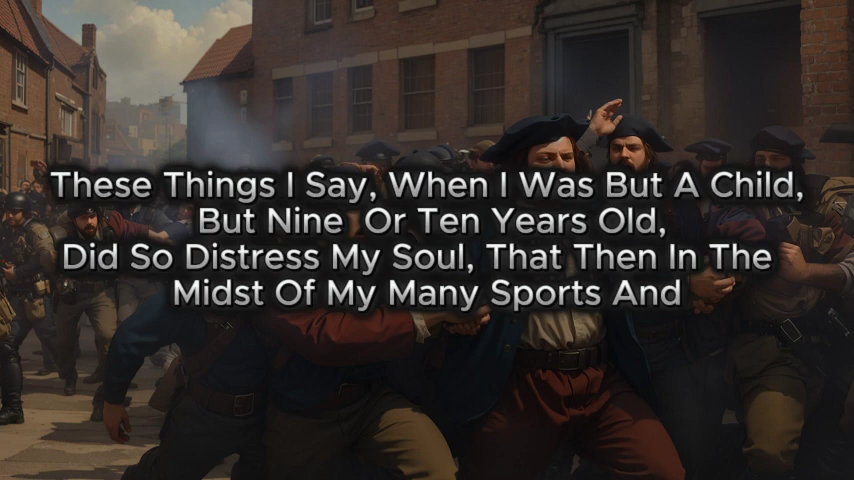 These Things I Say, When I Was But A Child,
But Nine Or Ten Years Old,
Did So Distress My Soul, That Then In The
Midst Of My Many Sports And